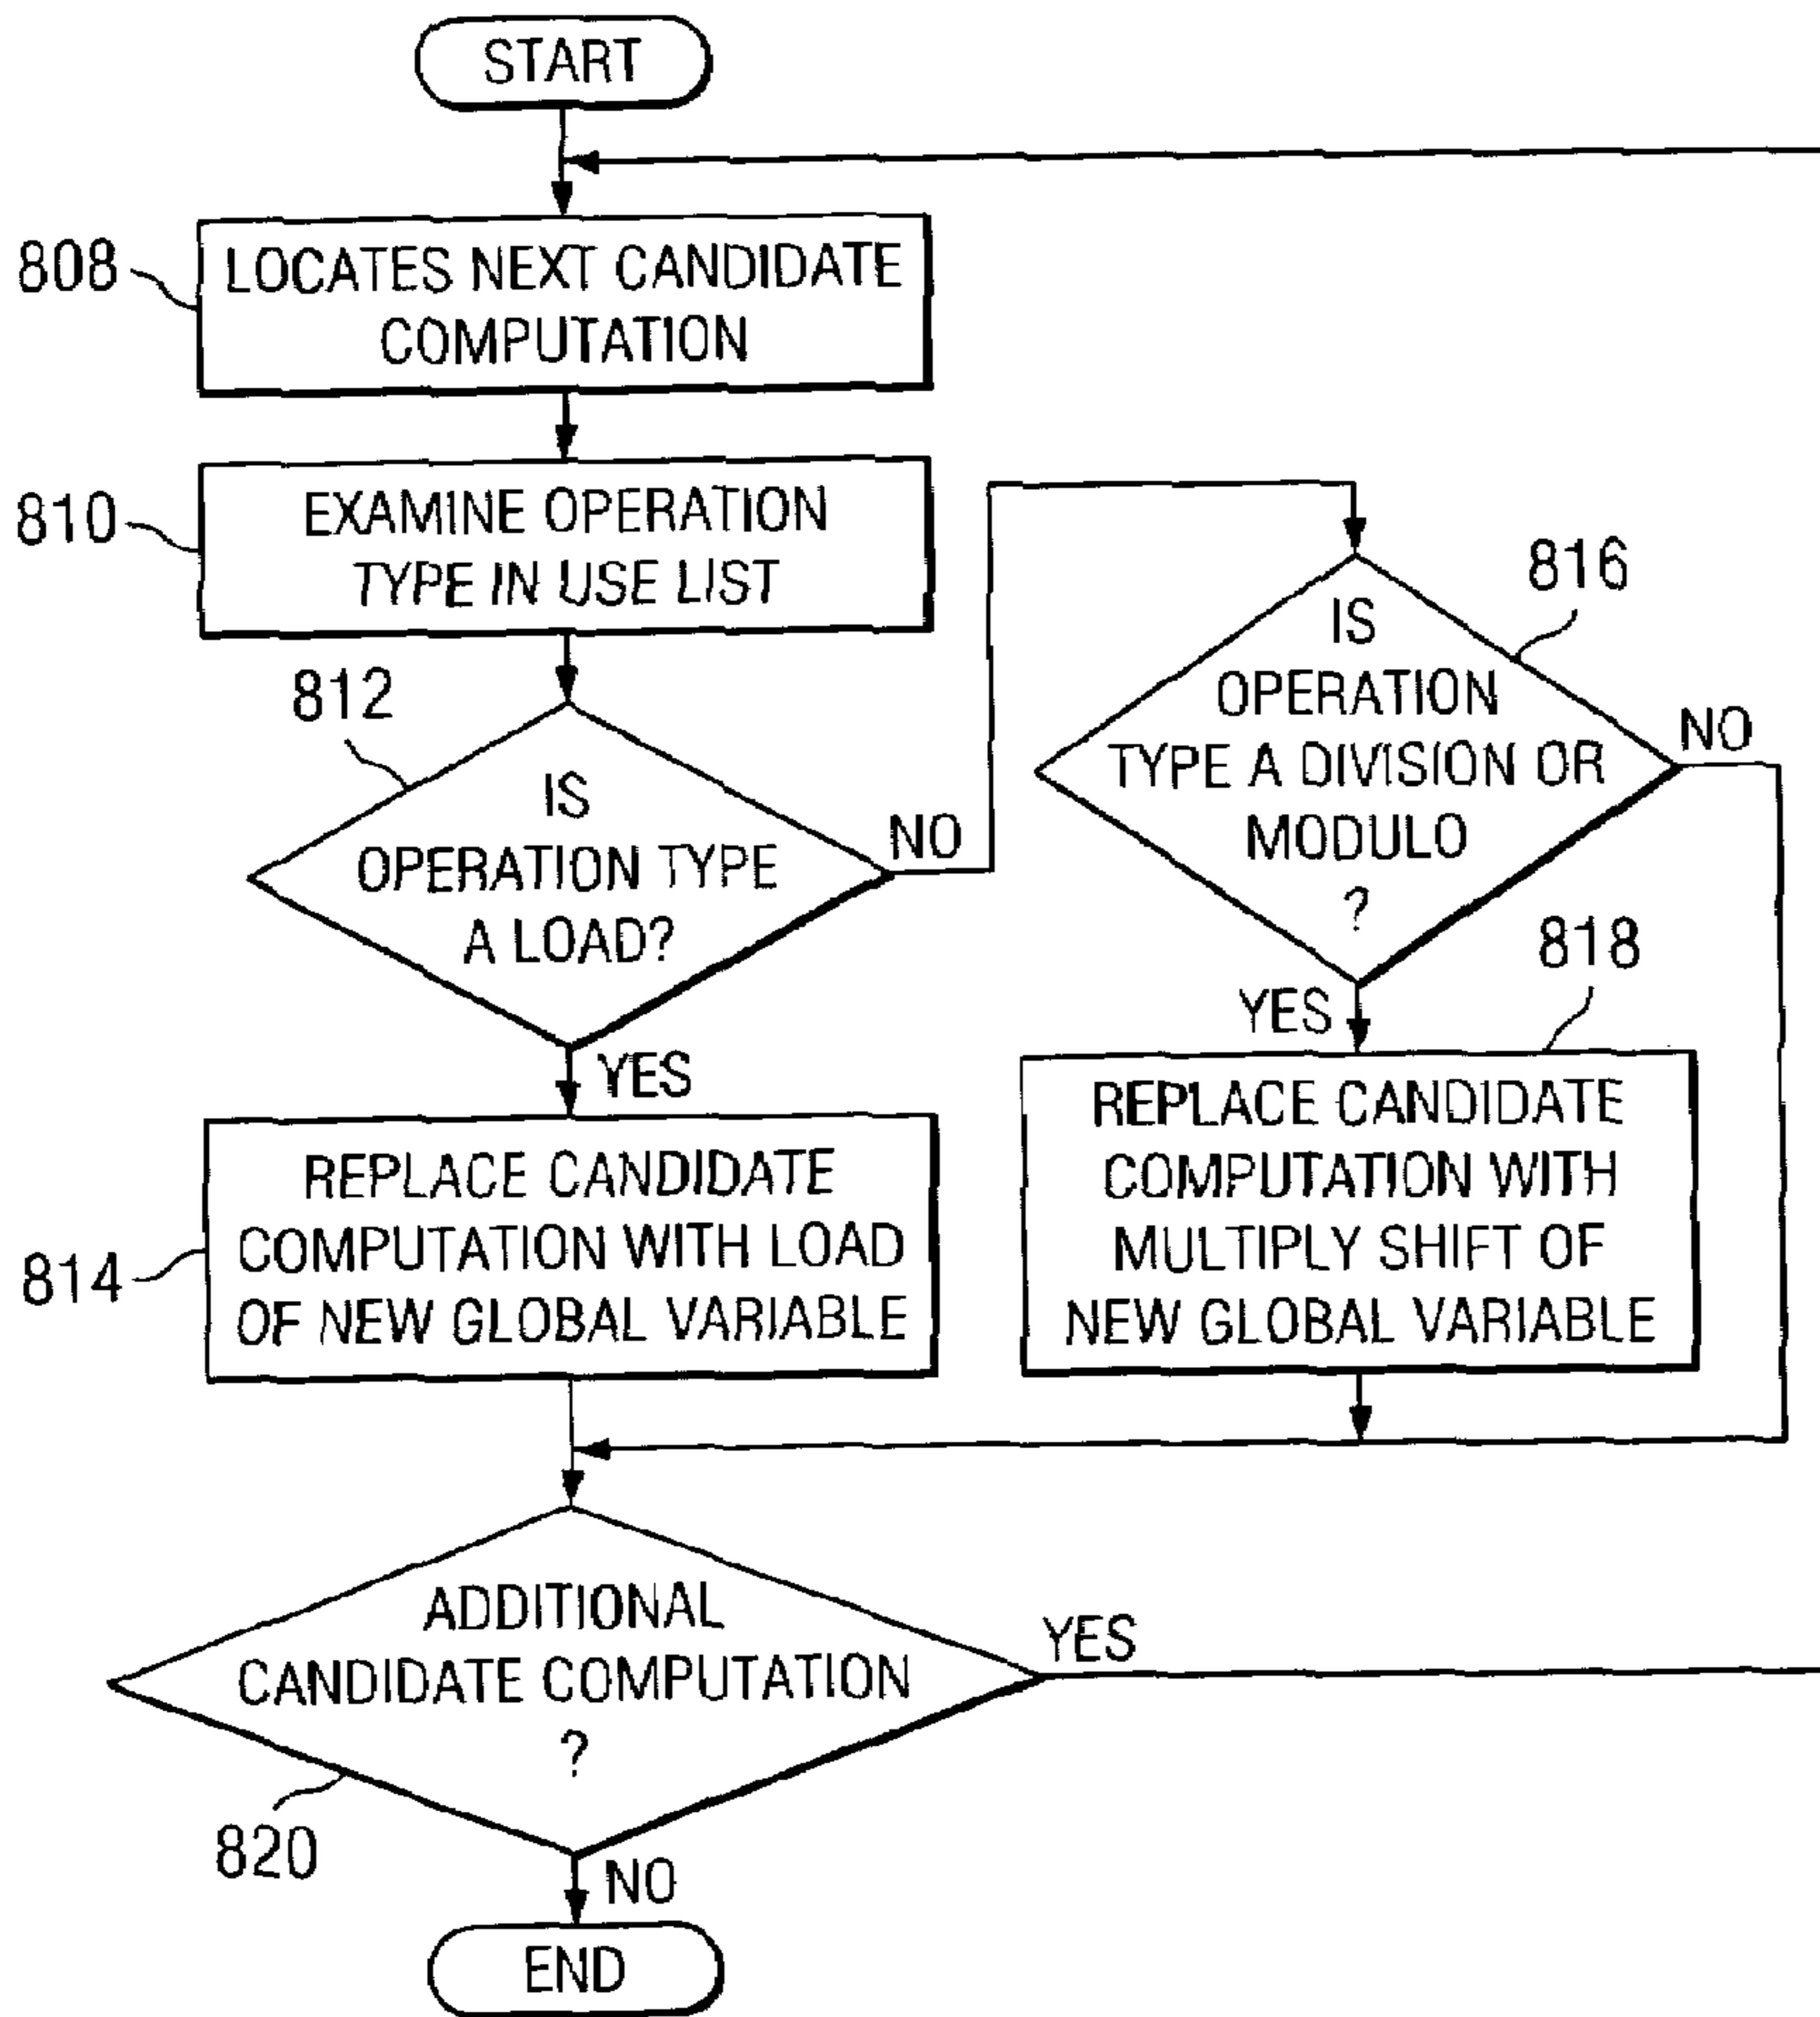 START
808
LOCATES NEXT CANDIDATE
COMPUTATION
810
EXAMINE OPERATION
TYPE IN USE LIST
812
IS
OPERATION TYPE
A LOAD?
NO
YES
814
REPLACE CANDIDATE
COMPUTATION WITH LOAD
OF NEW GLOBAL VARIABLE
816
IS
OPERATION
TYPE A DIVISION OR
MODULO
?
NO
YES
818
REPLACE CANDIDATE
COMPUTATION WITH
MULTIPLY SHIFT OF
NEW GLOBAL VARIABLE
ADDITIONAL
CANDIDATE COMPUTATION
?
YES
820
NO
END